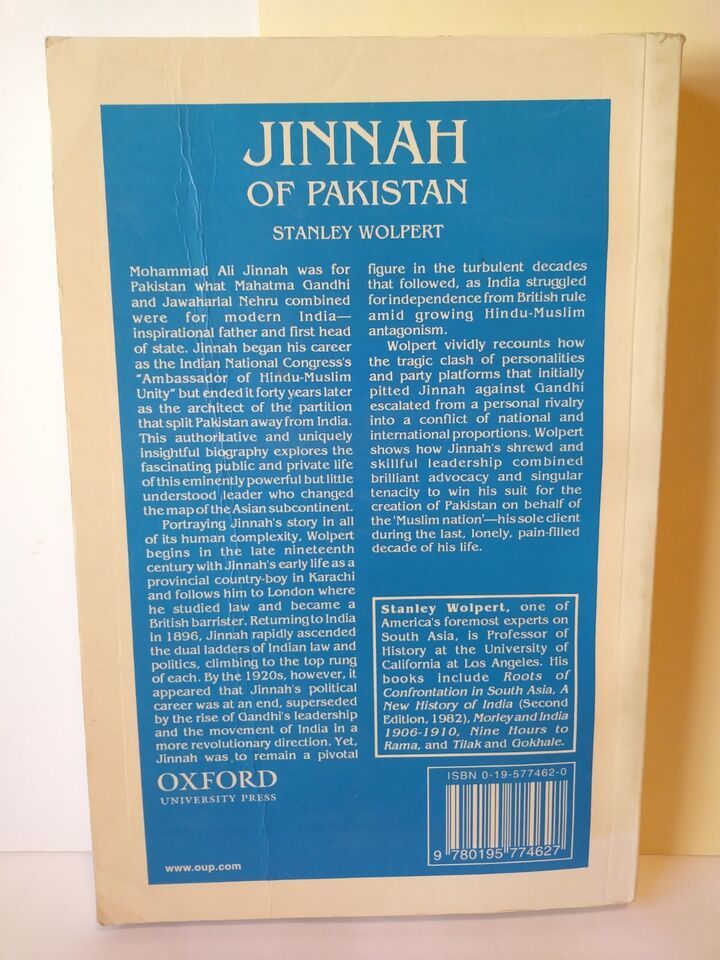 JINNAH
OF PAKISTAN
STANLEY WOLPERT
Mohammad Ali Jinnah was for
Pakistan what Mahatma Gandhi
and Jawaharlal Nehru combined
were for modern India—
inspirational father and first head
of state. Jinnah began his career
as the Indian National Congress's
"Ambassador of Hindu-Muslim
Unity" but ended it forty years later
as the architect of the partition
that split Pakistan away from India.
This authoritative and uniquely
insightful biography explores the
fascinating public and private life
of this eminently powerful but little
understood leader who changed
the map of the Asian subcontinent.
Portraying Jinnah's story in all
of its human complexity, Wolpert
begins in the late nineteenth
century with Jinnah's early life as a
provincial country-boy in Karachi
and follows him to London where
he studied law and became a
British barrister. Returning to India
in 1896, Jinnah rapidly ascended
the dual ladders of Indian law and
politics, climbing to the top rung
of each. By the 1920s, however, it
appeared that Jinnah's political
career was at an end, superseded
by the rise of Gandhi's leadership
and the movement of India in a
more revolutionary direction. Yet,
Jinnah was to remain a pivotal
figure in the turbulent decades
that followed, as India struggled
for independence from British rule
amid growing Hindu-Muslim
antagonism.
Wolpert vividly recounts how
the tragic clash of personalities
and party platforms that initially
pitted Jinnah against Gandhi
escalated from a personal rivalry
into a conflict of national and
international proportions. Wolpert
shows how Jinnah's shrewd and
skillful leadership combined
brilliant advocacy and singular
tenacity to win his suit for the
creation of Pakistan on behalf of
the 'Muslim nation'—his sole client
during the last, lonely, pain-filled
decade of his life.
Stanley Wolpert, one of
America's foremost experts on
South Asia, is Professor of
History at the University of
California at Los Angeles. His
books include Roots of
Confrontation in South Asia, A
New History of India (Second
Edition, 1982), Morley and India
1906-1910, Nine Hours to
Rama, and Tilak and Gokhale.
OXFORD
UNIVERSITY PRESS
www.oup.com
ISBN 0-19-577462-0
9 780195 774627